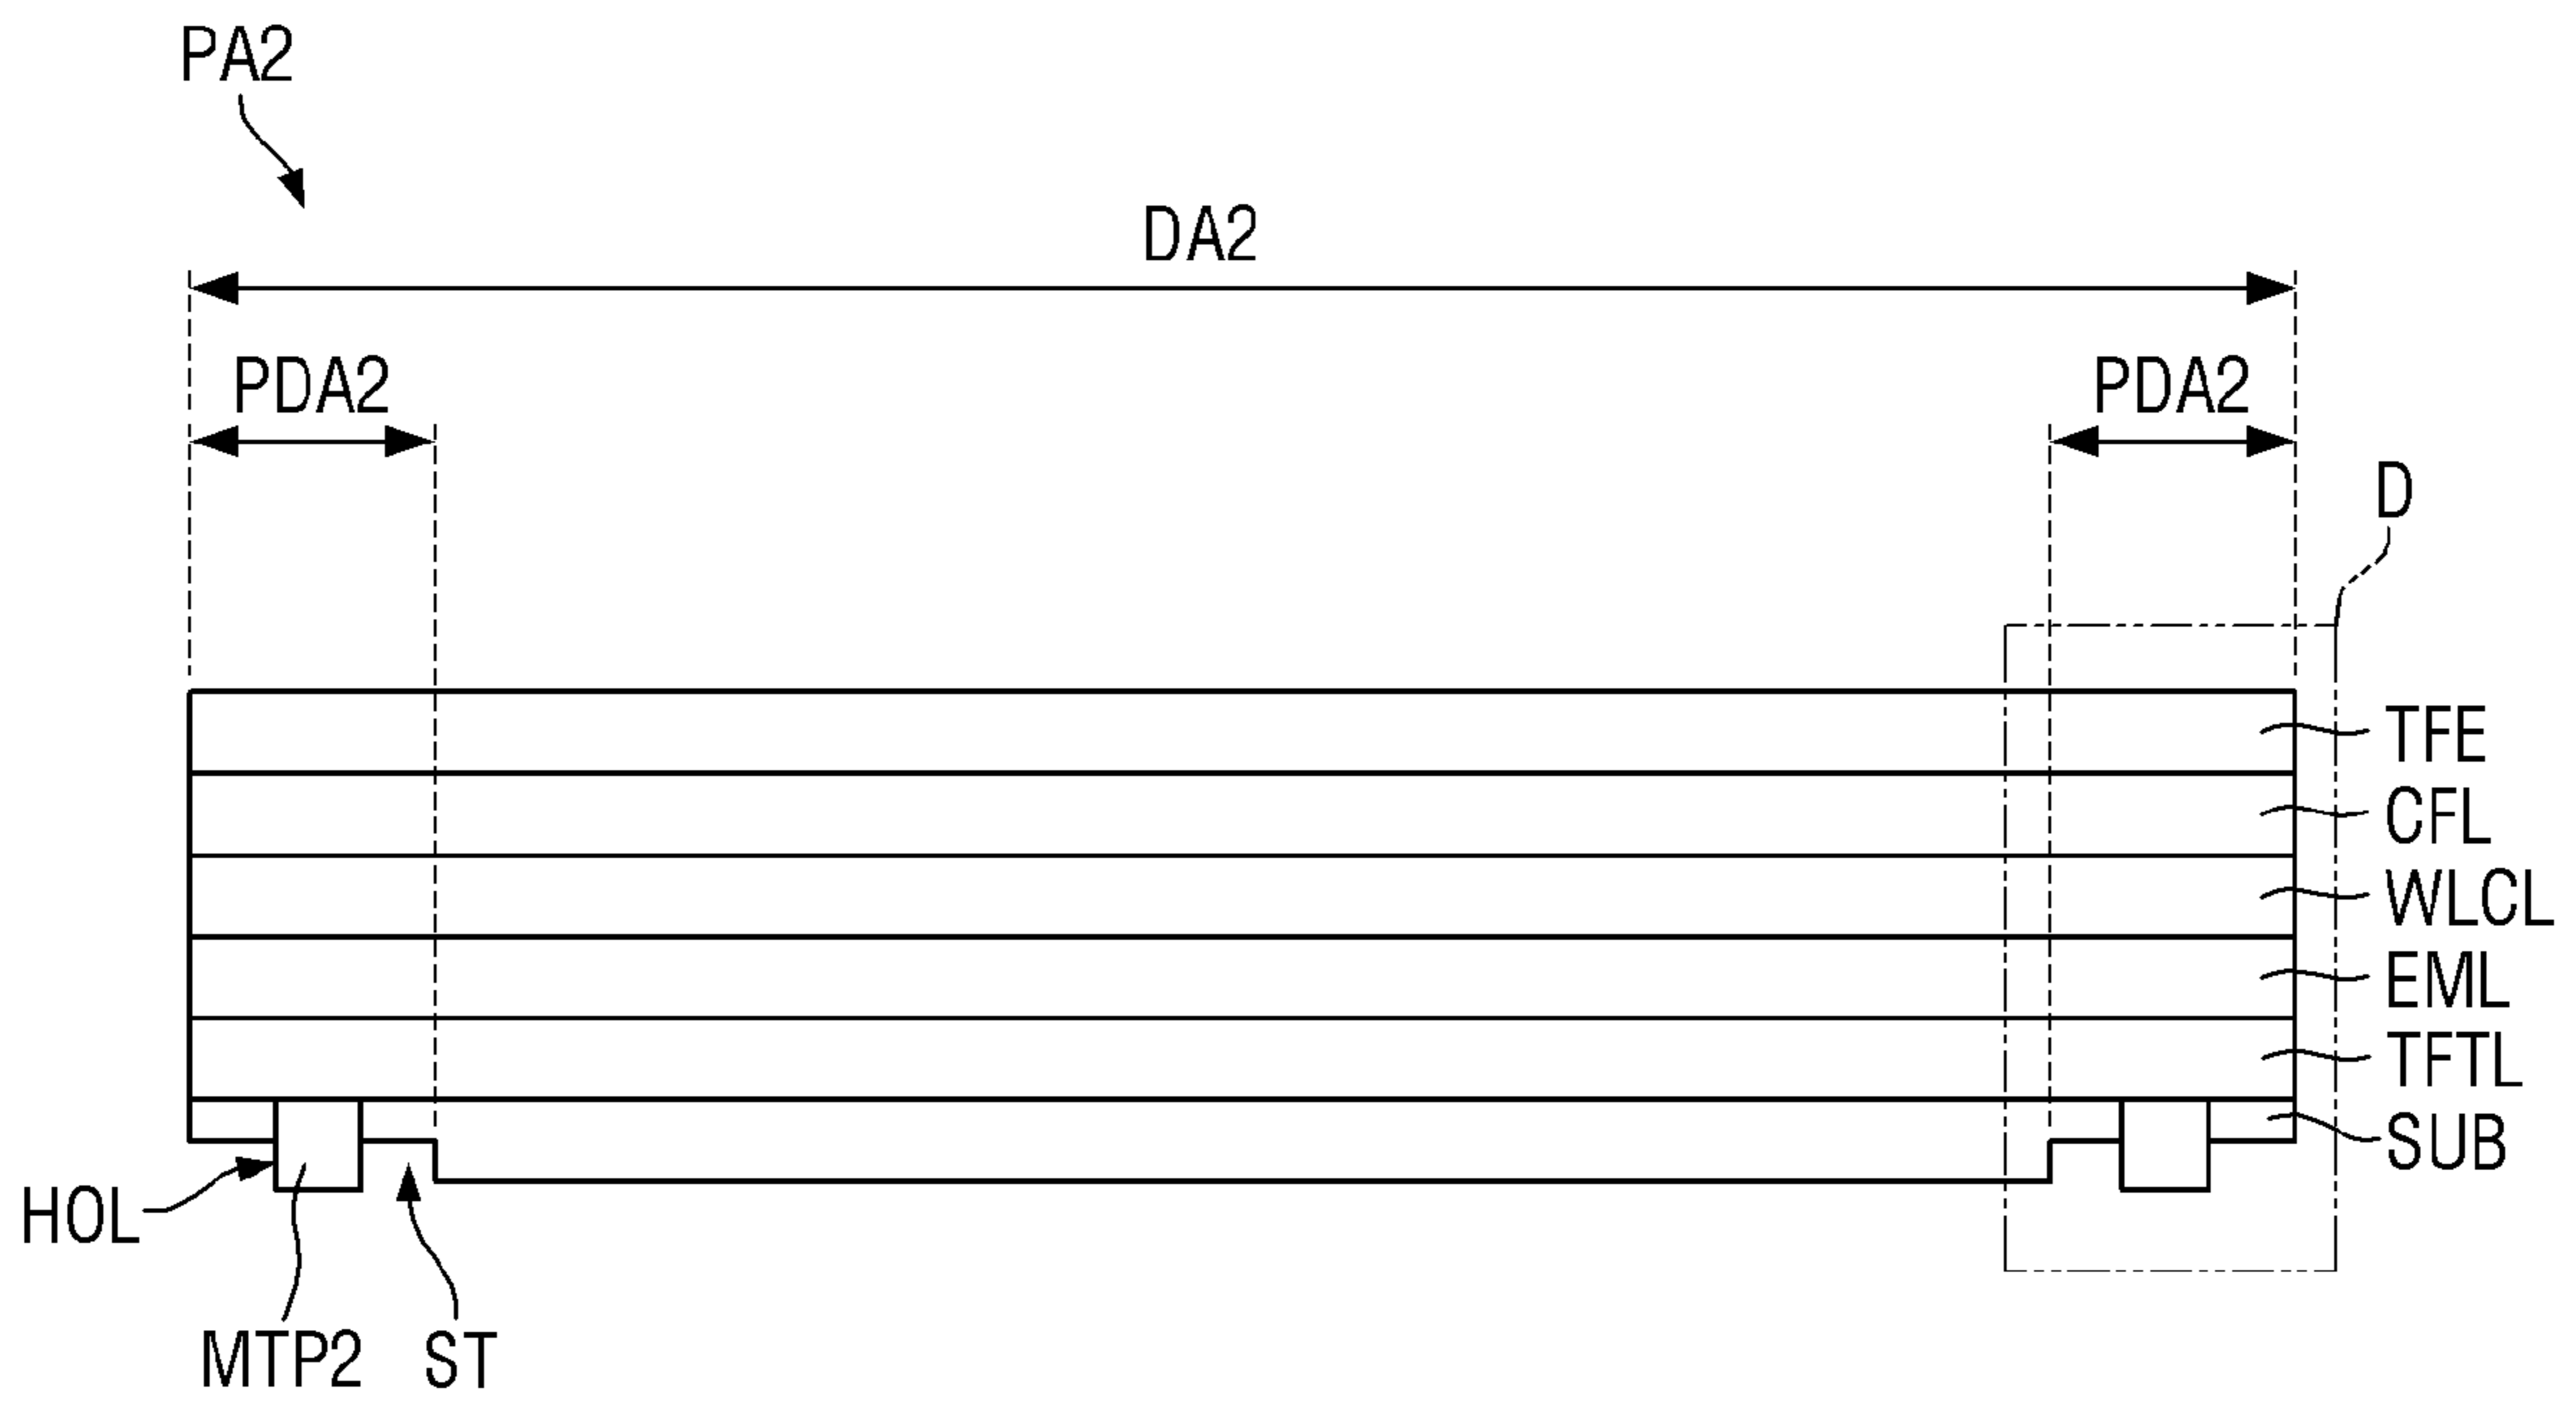 PA2
DA2
PDA2 PDA2
D
TFE
CFL
WLCL
EML
TFTL
SUB
HOL
MTP2 ST